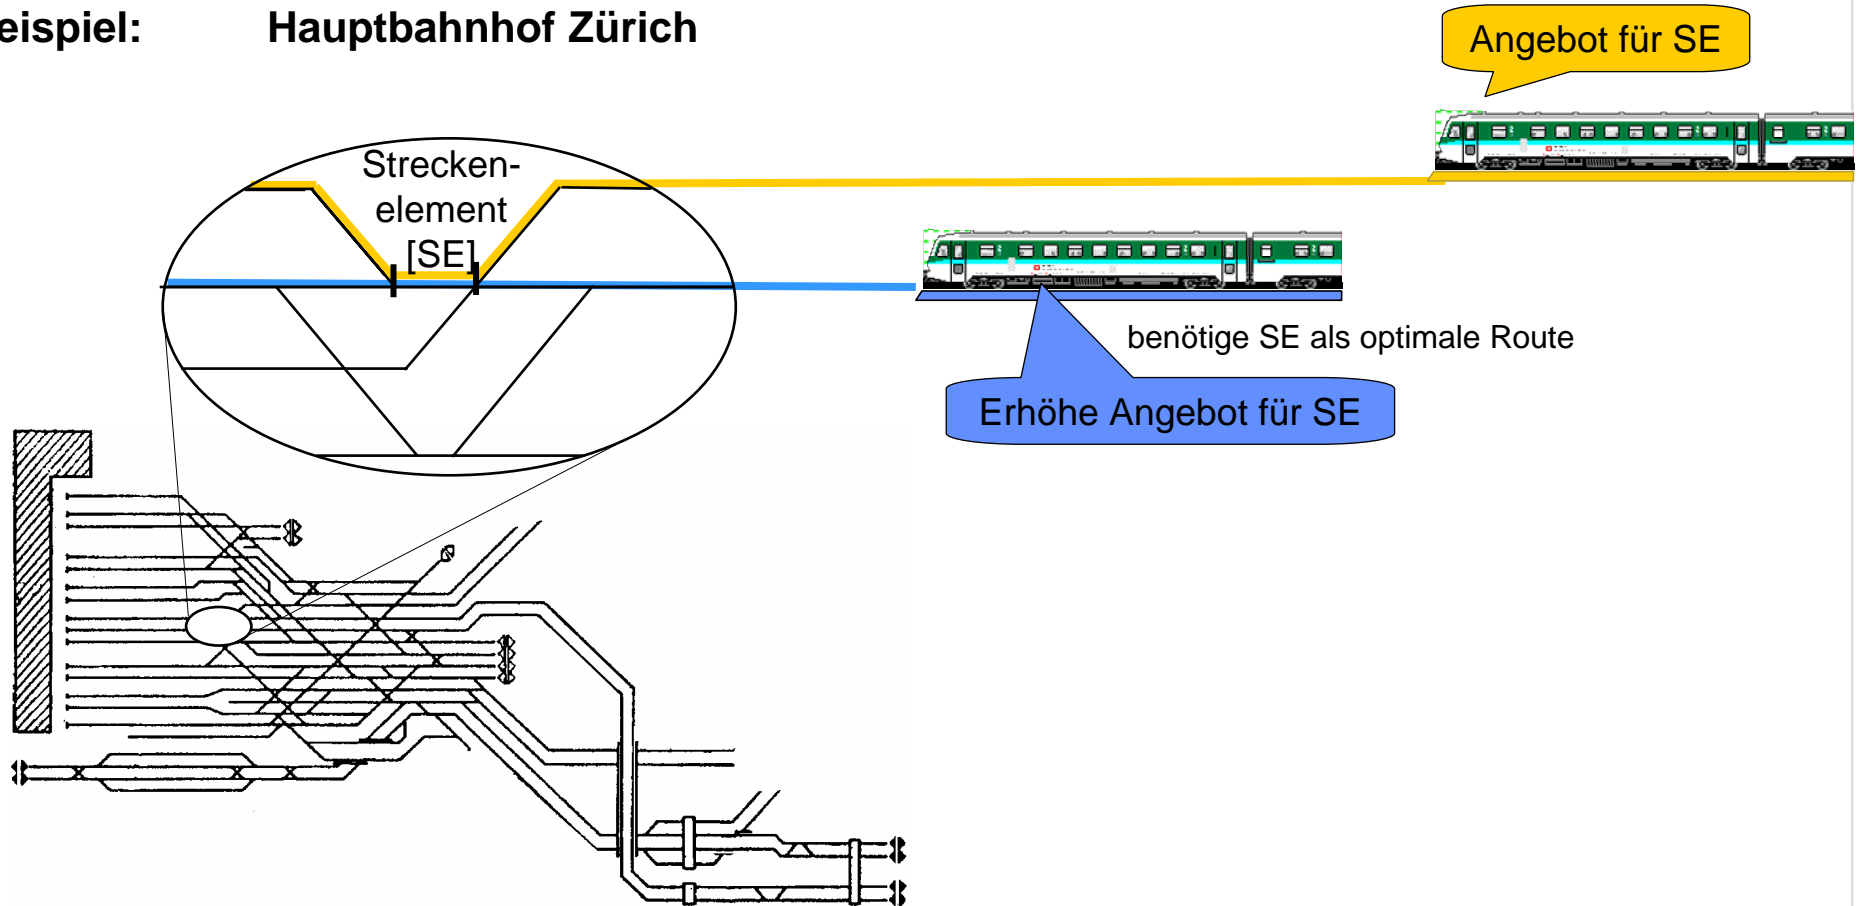 eispiel: Hauptbahnhof Zürich
Angebot für SE
Strecken-
element
[SE]
benötige SE als optimale Route
Erhöhe Angebot für SE